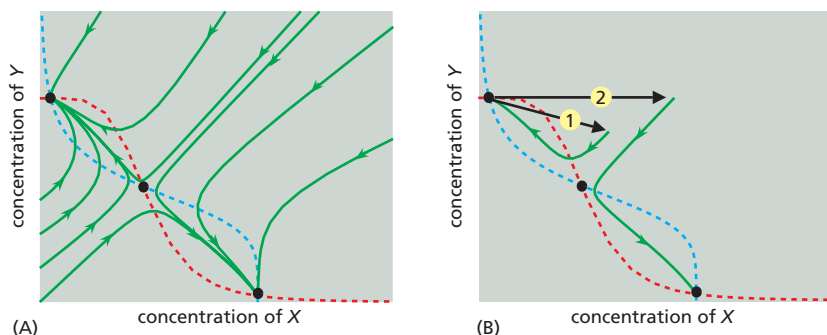 concentration of Y
concentration of X
(A)
concentration of Y
2
1
concentration of X
(B)